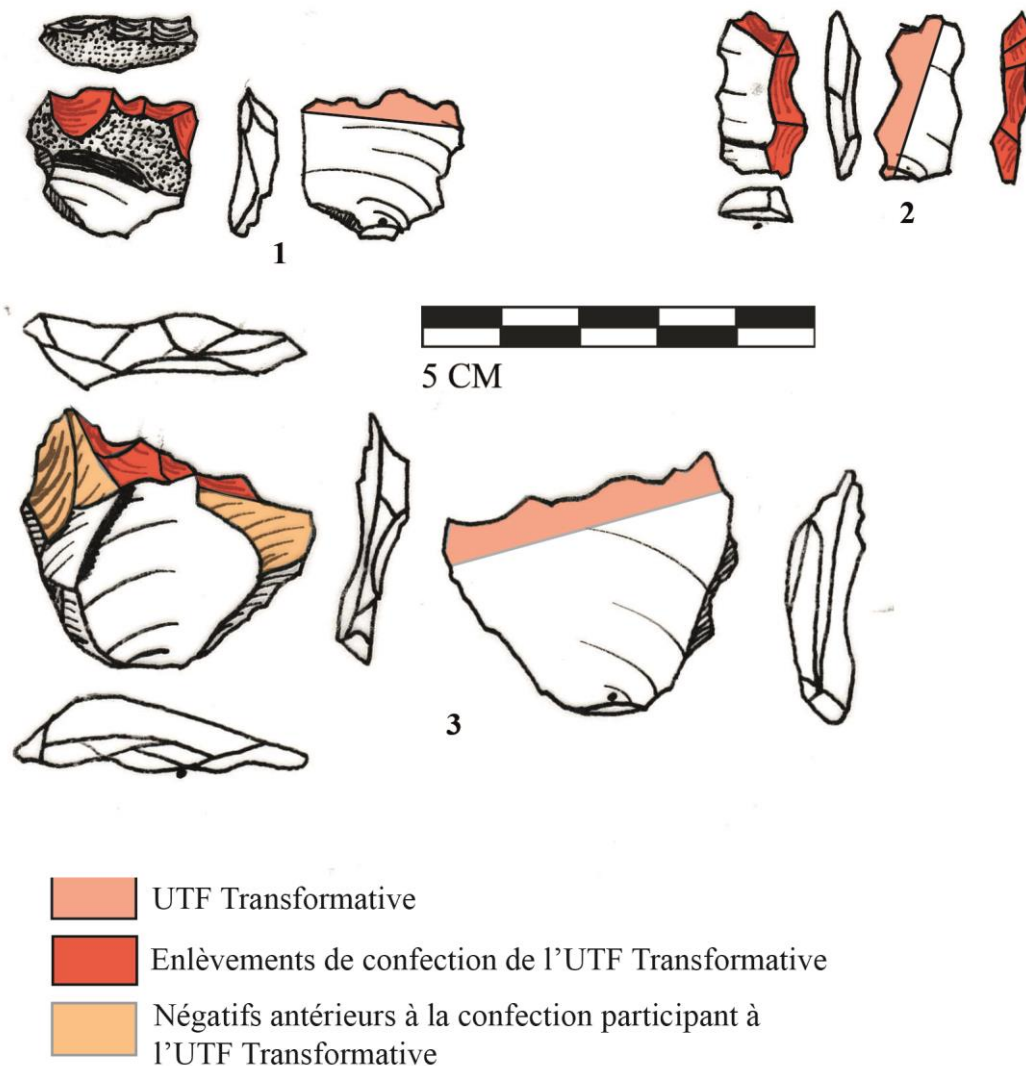 1
2
5 CM
3
UTF Transformative
Enlèvements de confection de l’UTF Transformative
Négatifs antérieurs à la confection participant à
l’UTF Transformative